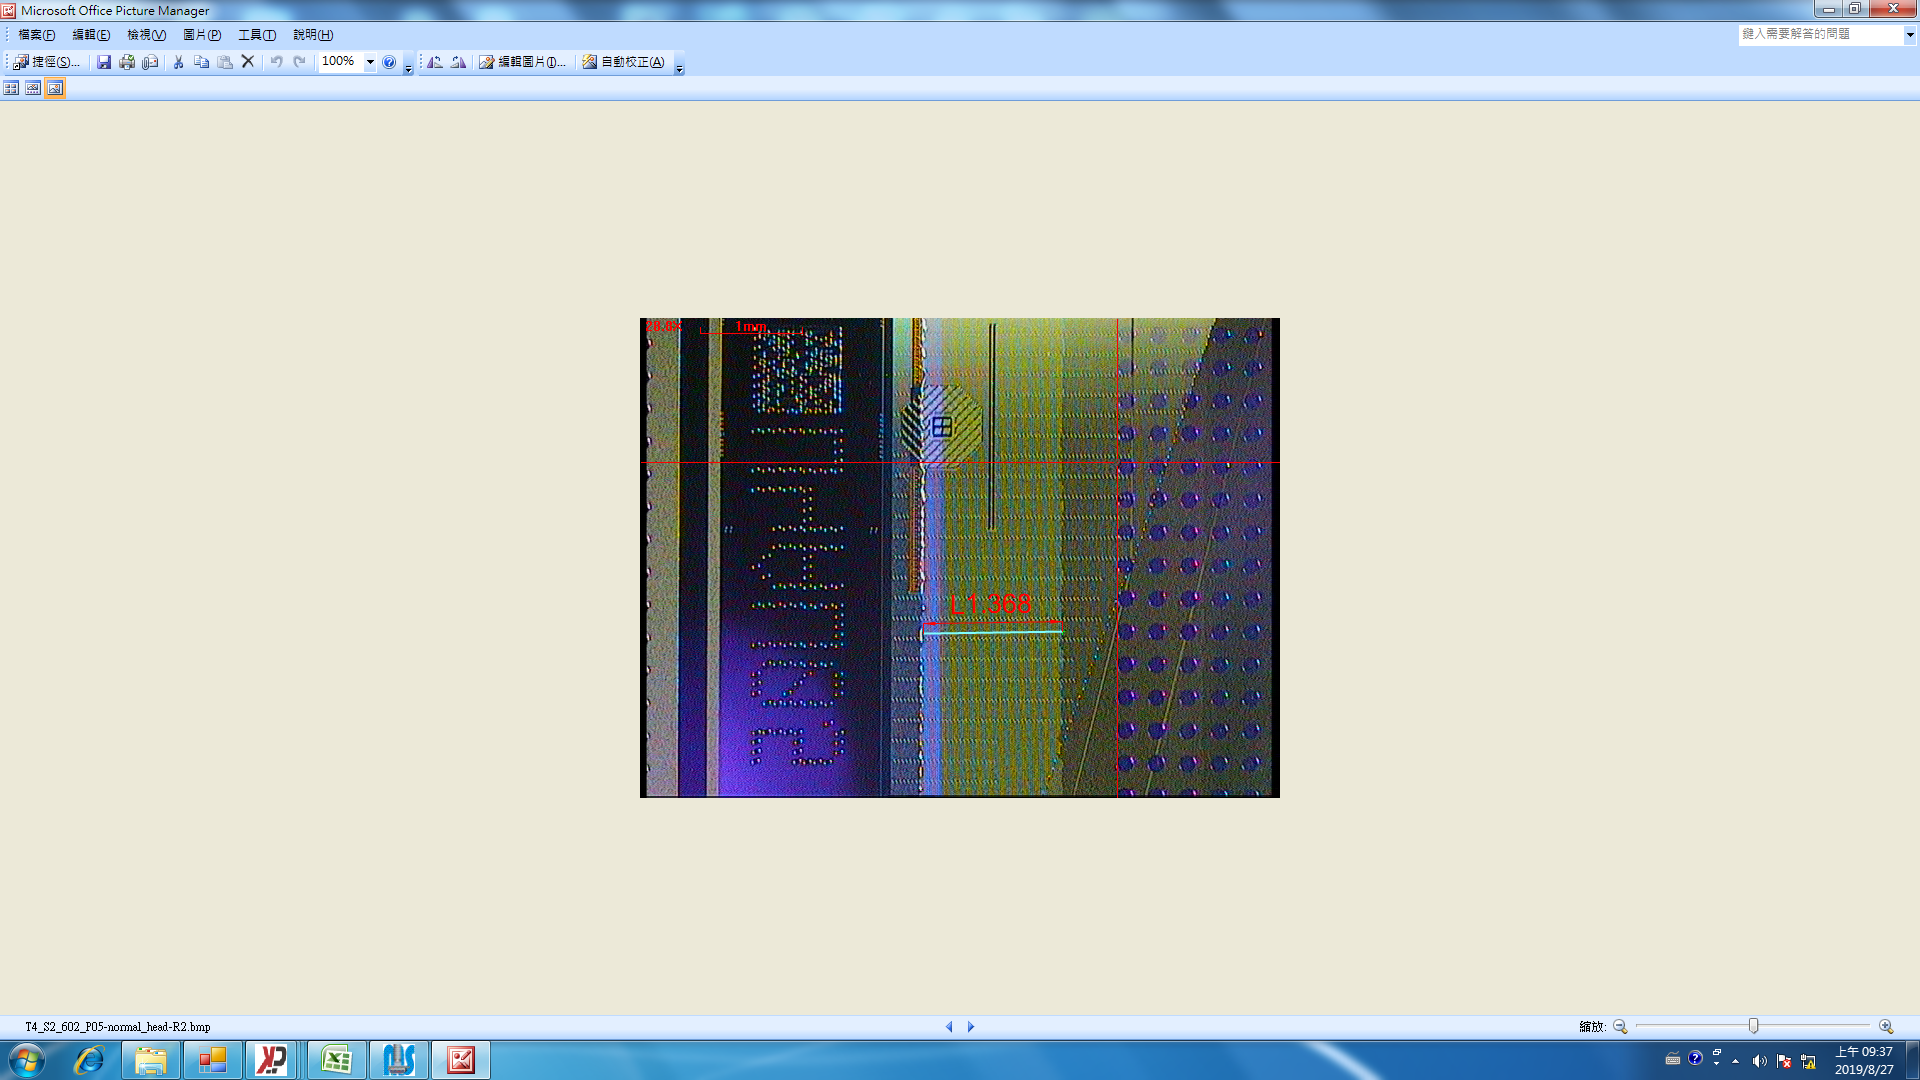 Microsoft Office Picture Manager
檔案(F) 編輯(E) 檢視(V) 圖片(P) 工具(T) 說明(H)
鍵入需要解答的問題
捷徑(S)... 100% 編輯圖片(I)... 自動校正(A)
20.0X 1mm
L1.368
T4_S2_602_P05-normal_head-R2.bmp
縮放:
上午 09:37
2019/8/27